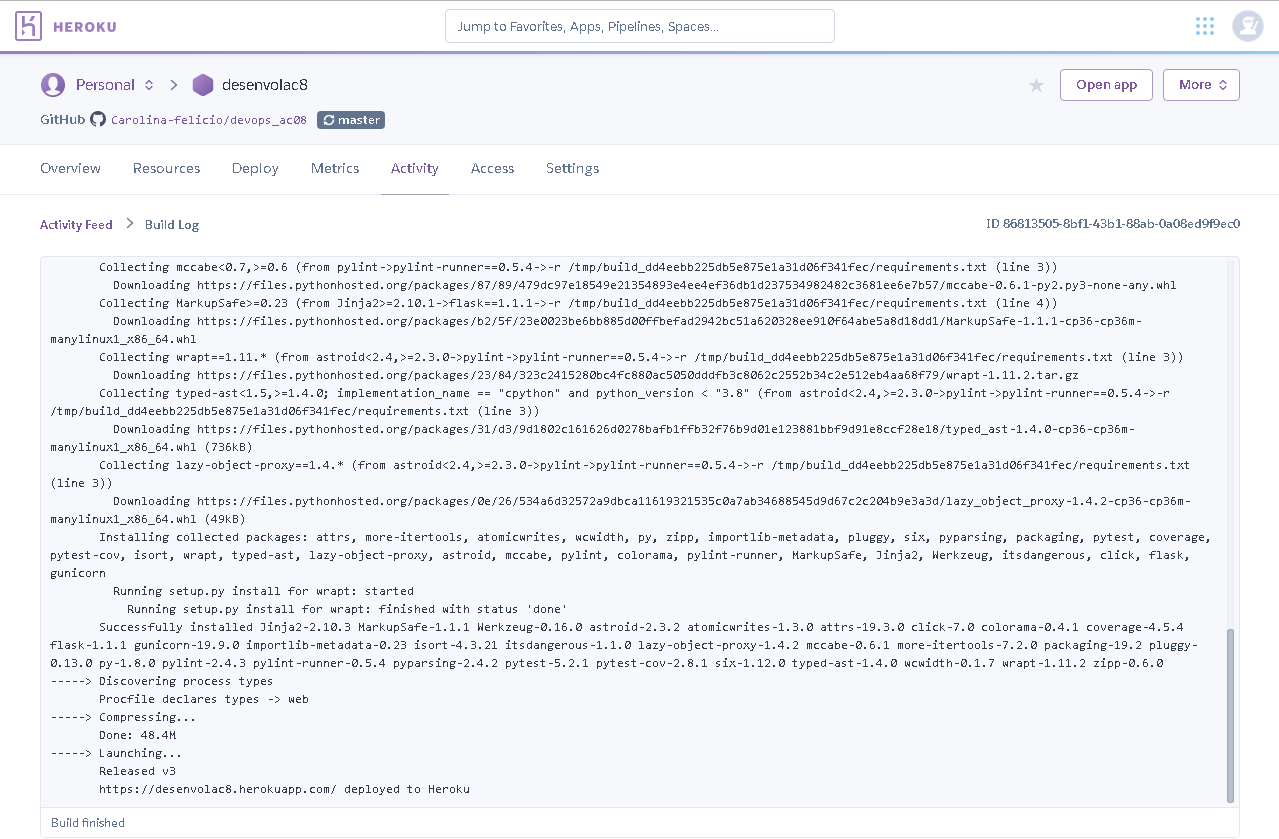 HEROKU
Jump to Favorites, Apps, Pipelines, Spaces...
Personal
desenvolac8
Open app
More
GitHub Carolina-felicio/devops_ac08 master
Overview Resources Deploy Metrics Activity Access Settings
Activity Feed > Build Log
ID 86813505-8bf1-43b1-88ab-0a08ed9f9ec0
Collecting mccabe<0.7,>=0.6 (from pylint->pylint-runner==0.5.4->-r /tmp/build_dd4eebb225db5e875e1a31d06f341fec/requirements.txt (line 3))
Downloading https://files.pythonhosted.org/packages/87/89/479dc97e18549e21354893e4ee4ef36db1d237534982482c3681ee6e7b57/mccabe-0.6.1-py2.py3-none-any.whl
Collecting MarkupSafe>=0.23 (from Jinja2>=2.10.1->flask==1.1.1->-r /tmp/build_dd4eebb225db5e875e1a31d06f341fec/requirements.txt (line 4))
Downloading https://files.pythonhosted.org/packages/b2/5f/23e0023be6bb885d00ffbefad2942bc51a620328ee910f64abe5a8d18dd1/MarkupSafe-1.1.1-cp36-cp36m-
manylinux1_x86_64.whl
Collecting wrapt==1.11.* (from astroid<2.4,>=2.3.0->pylint->pylint-runner==0.5.4->-r /tmp/build_dd4eebb225db5e875e1a31d06f341fec/requirements.txt (line 3))
Downloading https://files.pythonhosted.org/packages/23/84/323c2415280bc4fc880ac5050dddfb3c8062c2552b34c2e512eb4aa68f79/wrapt-1.11.2.tar.gz
Collecting typed-ast<1.5,>=1.4.0; implementation_name == "cpython" and python_version < "3.8" (from astroid<2.4,>=2.3.0->pylint->pylint-runner==0.5.4->-r
/tmp/build_dd4eebb225db5e875e1a31d06f341fec/requirements.txt (line 3))
Downloading https://files.pythonhosted.org/packages/31/d3/9d1802c161626d0278bafb1ffb32f76b9d01e123881bbf9d91e8ccf28e18/typed_ast-1.4.0-cp36-cp36m-
manylinux1_x86_64.whl (736kB)
Collecting lazy-object-proxy==1.4.* (from astroid<2.4,>=2.3.0->pylint->pylint-runner==0.5.4->-r /tmp/build_dd4eebb225db5e875e1a31d06f341fec/requirements.txt
(line 3))
Downloading https://files.pythonhosted.org/packages/0e/26/534a6d32572a9dbca11619321535c0a7ab34688545d9d67c2c204b9e3a3d/lazy_object_proxy-1.4.2-cp36-cp36m-
manylinux1_x86_64.whl (49kB)
Installing collected packages: attrs, more-itertools, atomicwrites, wcwidth, py, zipp, importlib-metadata, pluggy, six, pyparsing, packaging, pytest, coverage,
pytest-cov, isort, wrapt, typed-ast, lazy-object-proxy, astroid, mccabe, pylint, colorama, pylint-runner, MarkupSafe, Jinja2, Werkzeug, itsdangerous, click, flask,
gunicorn
Running setup.py install for wrapt: started
Running setup.py install for wrapt: finished with status 'done'
Successfully installed Jinja2-2.10.3 MarkupSafe-1.1.1 Werkzeug-0.16.0 astroid-2.3.2 atomicwrites-1.3.0 attrs-19.3.0 click-7.0 colorama-0.4.1 coverage-4.5.4
flask-1.1.1 gunicorn-19.9.0 importlib-metadata-0.23 isort-4.3.21 itsdangerous-1.1.0 lazy-object-proxy-1.4.2 mccabe-0.6.1 more-itertools-7.2.0 packaging-19.2 pluggy-
0.13.0 py-1.8.0 pylint-2.4.3 pylint-runner-0.5.4 pyparsing-2.4.2 pytest-5.2.1 pytest-cov-2.8.1 six-1.12.0 typed-ast-1.4.0 wcwidth-0.1.7 wrapt-1.11.2 zipp-0.6.0
-----> Discovering process types
Procfile declares types -> web
-----> Compressing...
Done: 48.4M
-----> Launching...
Released v3
https://desenvolac8.herokuapp.com/ deployed to Heroku
Build finished